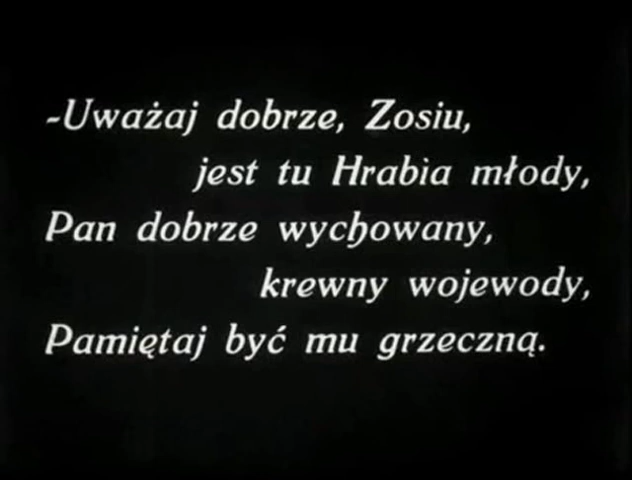 -Uważaj dobrze, Zosiu,
jest tu Hrabia młody,
Pan dobrze wychowany,
krewny wojewody,
Pamiętaj być mu grzeczną.